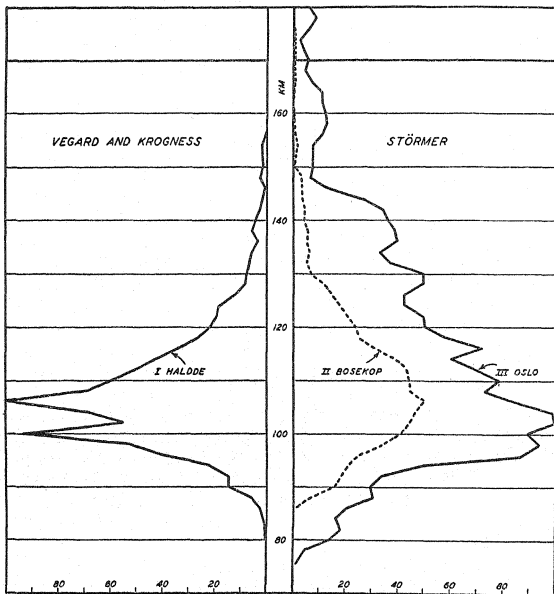 KM
160
VEGARD AND KROGNESS
STÖRMER
140
120
I HALDDE
II BOSEKOP
III OSLO
100
80
80 60 40 20
20 40 60 80